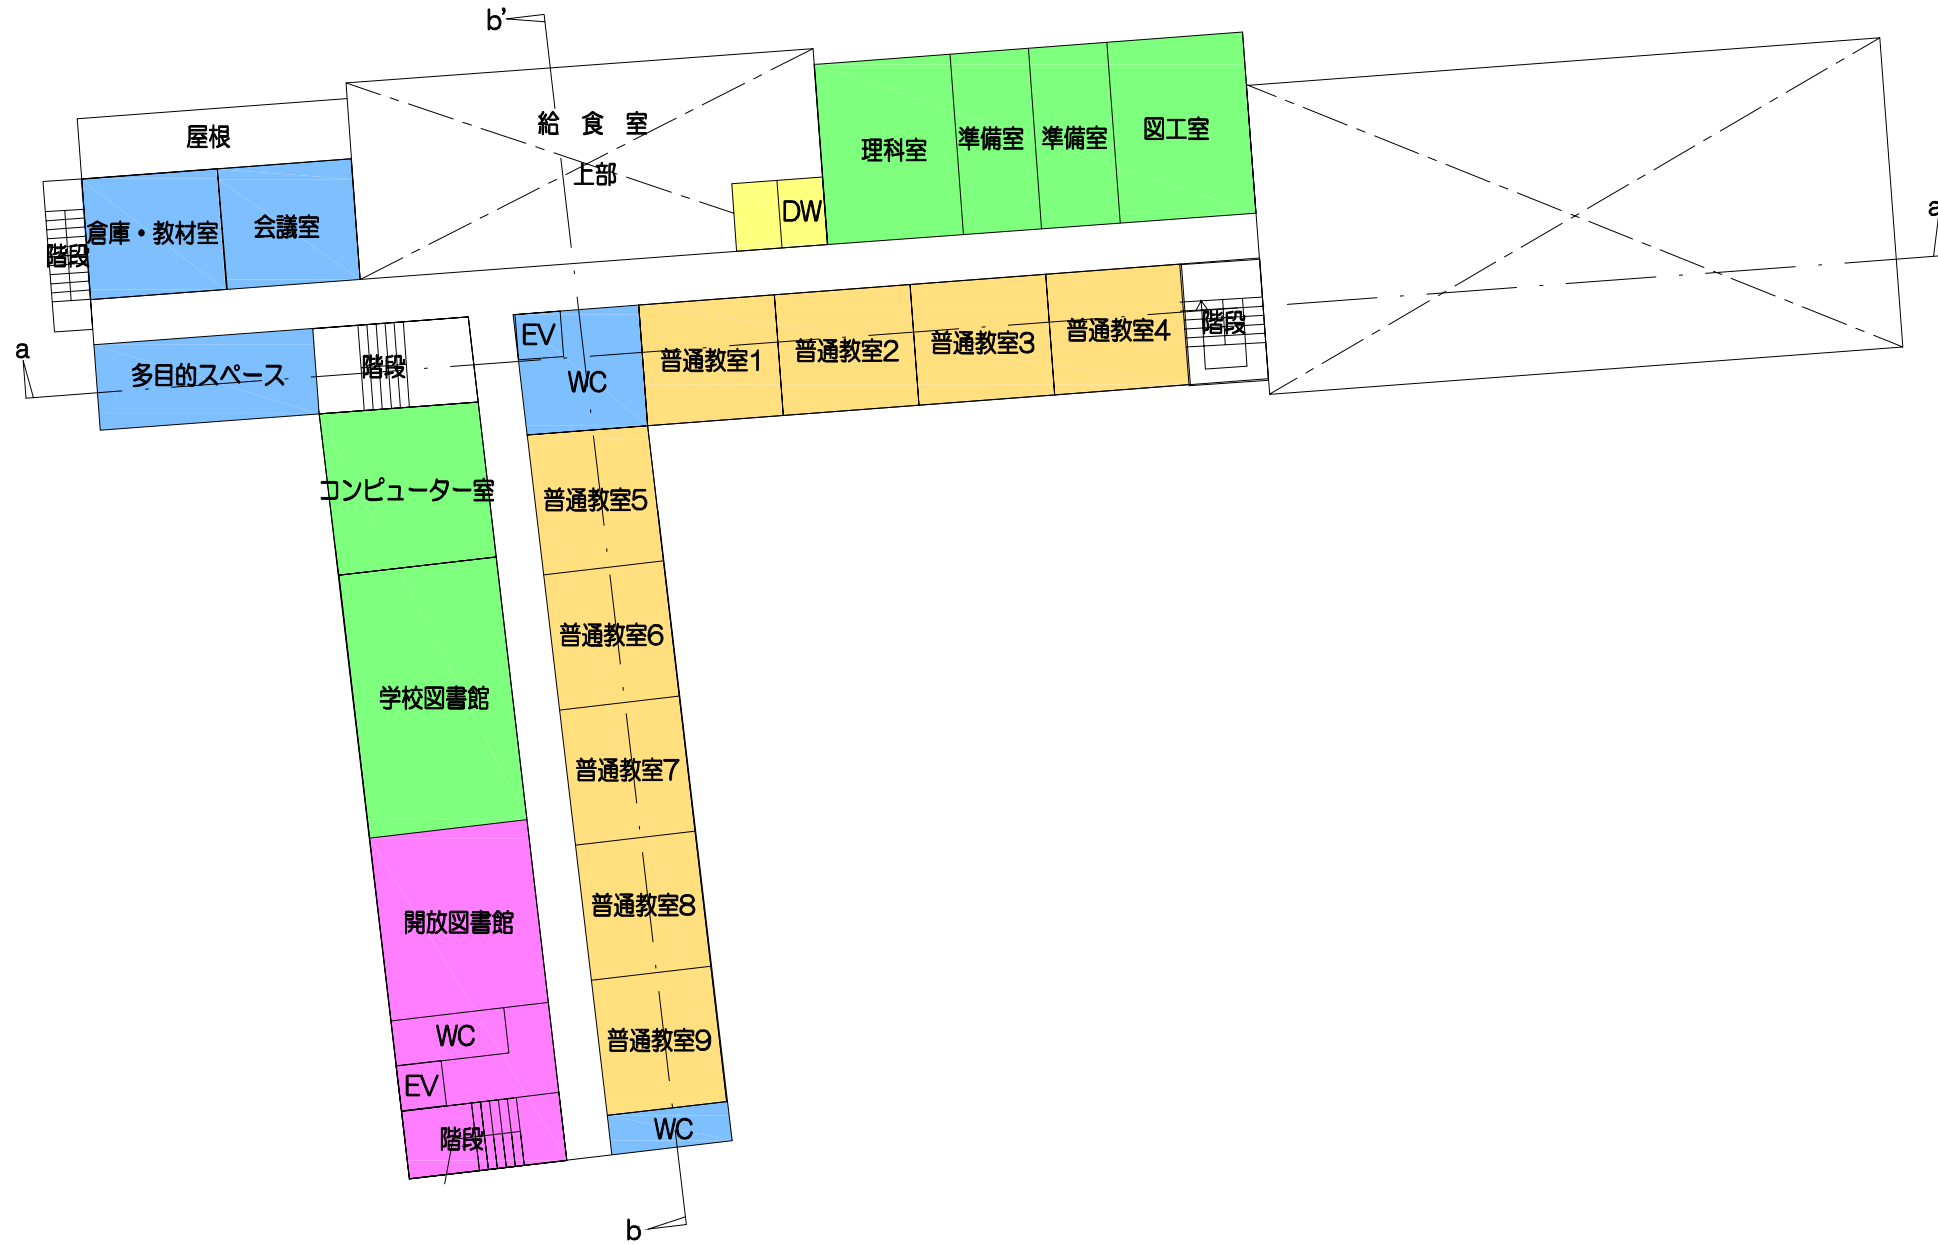 b'
屋根
給 食 室
上部
理科室
準備室
準備室
図工室
DW
a
倉庫・教材室
会議室
階段
EV
WC
普通教室1
普通教室2
普通教室3
普通教室4
階段
a
多目的スペース
階段
コンピューター室
普通教室5
普通教室6
学校図書館
普通教室7
開放図書館
普通教室8
WC
普通教室9
EV
階段
WC
b